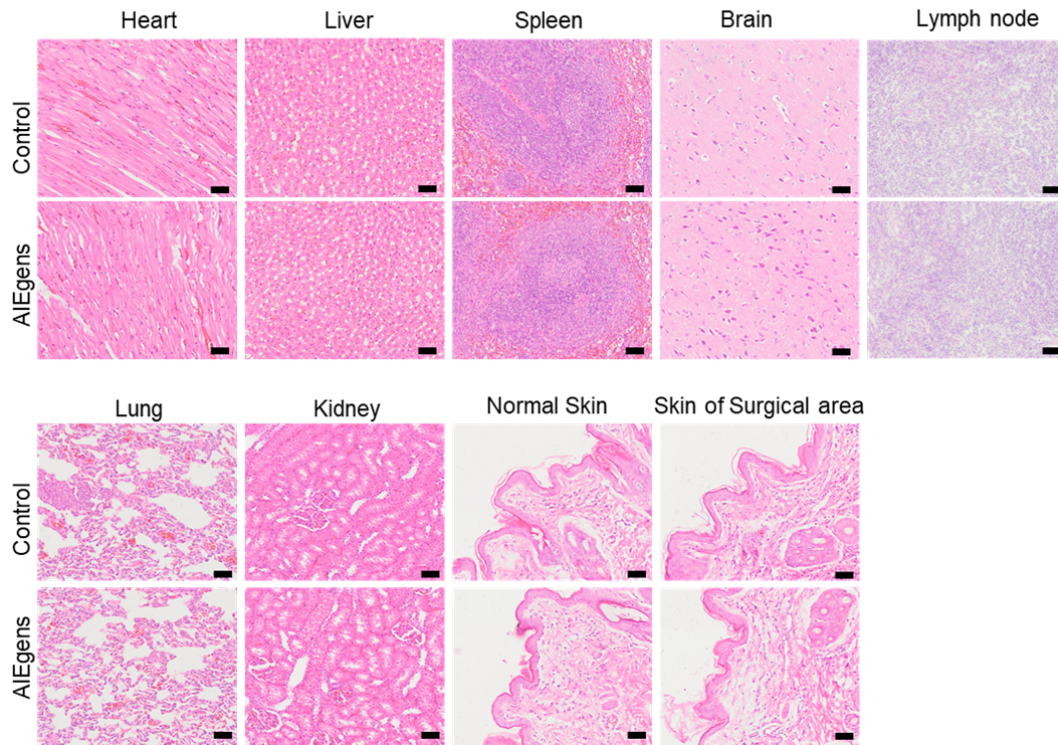 Heart Liver Spleen Brain Lymph node
Control
AIEgens
Lung Kidney Normal Skin Skin of Surgical area
Control
AIEgens